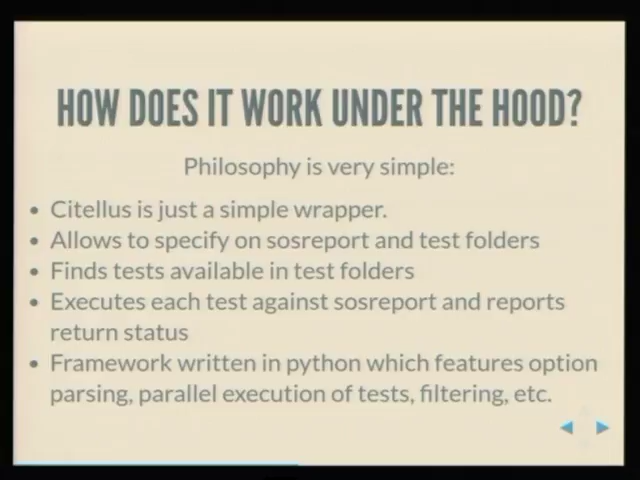 HOW DOES IT WORK UNDER THE HOOD?
Philosophy is very simple:
• Citellus is just a simple wrapper.
• Allows to specify on sosreport and test folders
• Finds tests available in test folders
• Executes each test against sosreport and reports
return status
• Framework written in python which features option
parsing, parallel execution of tests, filtering, etc.